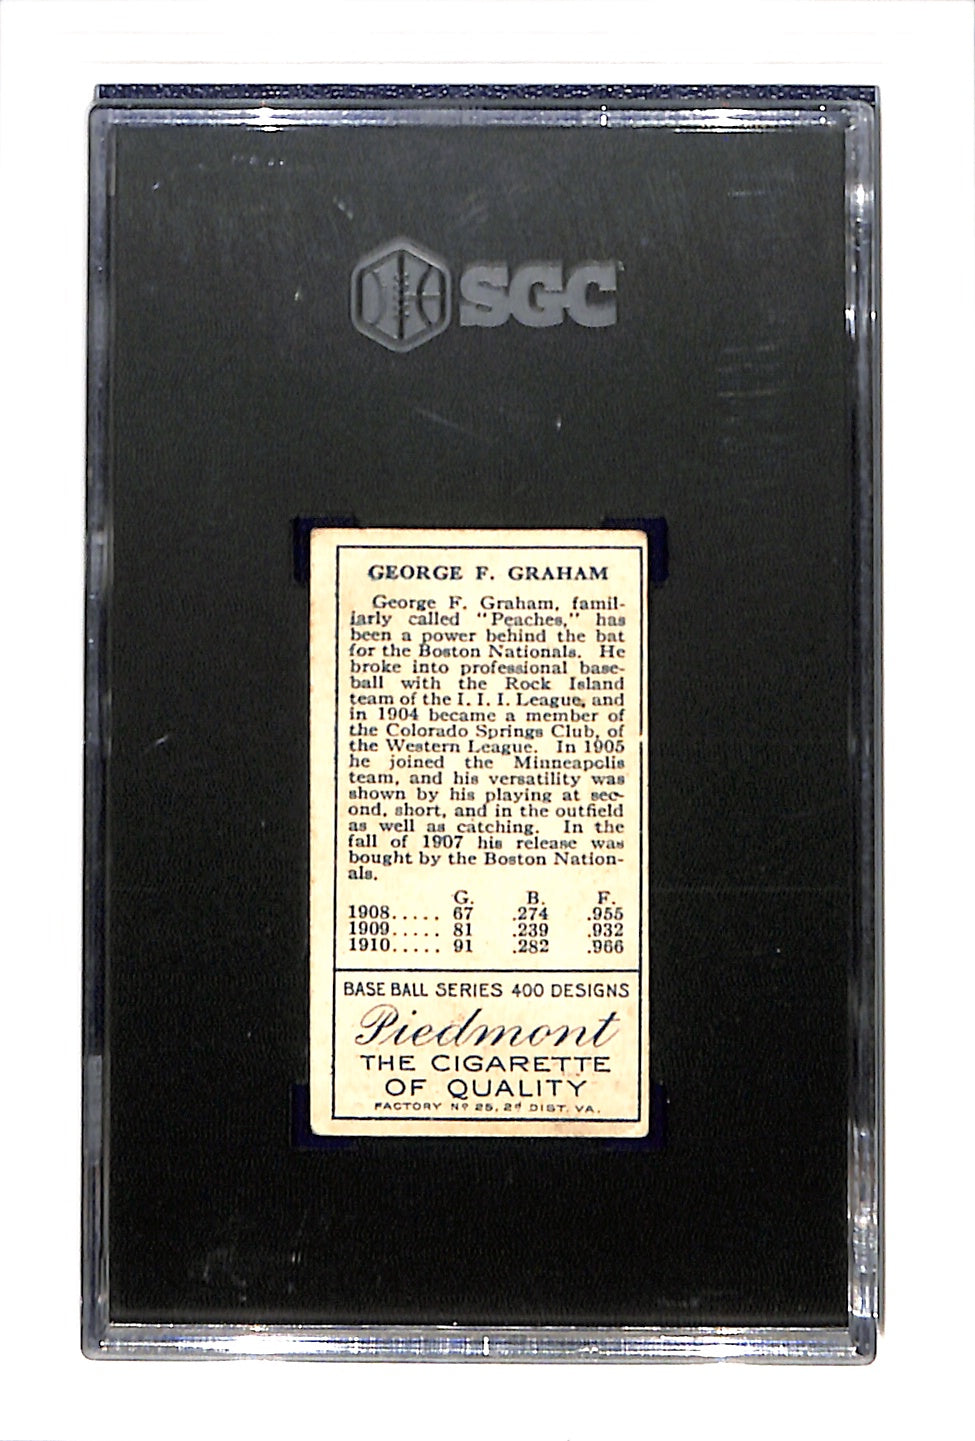 SGC
GEORGE F. GRAHAM
George F. Graham, famil-
iarly called "Peaches," has
been a power behind the bat
for the Boston Nationals. He
broke into professional base-
ball with the Rock Island
team of the I. I. I. League, and
in 1904 became a member of
the Colorado Springs Club, of
the Western League. In 1905
he joined the Minneapolis
team, and his versatility was
shown by his playing at sec-
ond, short, and in the outfield
as well as catching. In the
fall of 1907 his release was
bought by the Boston Nation-
als.
G. B. F.
1908..... 67 .274 .955
1909..... 81 .239 .932
1910..... 91 .282 .966
BASE BALL SERIES 400 DESIGNS
Piedmont
THE CIGARETTE
OF QUALITY
FACTORY Nº 25, 2d DIST. VA.